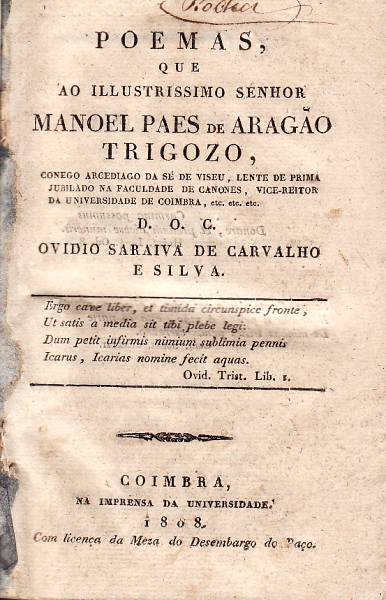 Rocha
POEMAS,
QUE
AO ILLUSTRISSIMO SENHOR
MANOEL PAES DE ARAGÃO
TRIGOZO,
CONEGO ARCEDIAGO DA SÉ DE VISEU, LENTE DE PRIMA
JUBILADO NA FACULDADE DE CANONES, VICE-REITOR
DA UNIVERSIDADE DE COIMBRA, etc. etc. etc.
D. O. C.
OVIDIO SARAIVA DE CARVALHO
E SILVA.
Ergo cave liber, et timida circunspice fronte,
Ut satis a media sit tibi plebe legi:
Dum petit infirmis nimium sublimia pennis
Icarus, Icarias nomine fecit aquas.
Ovid. Trist. Lib. 1.
COIMBRA,
NA IMPRENSA DA UNIVERSIDADE.
1808.
Com licença da Meza do Desembargo do Paço.